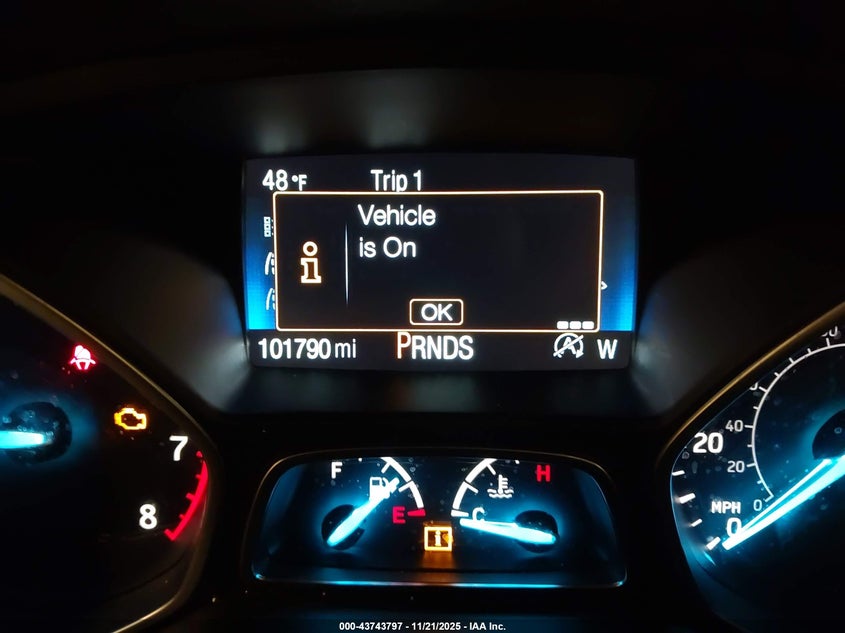 48°F Trip 1
Vehicle
is On
OK
101790 mi PRNDS W
7
8
F
E
H
C
20
40
20
0
MPH
0
000-43743797 - 11/21/2025 - IAA Inc.